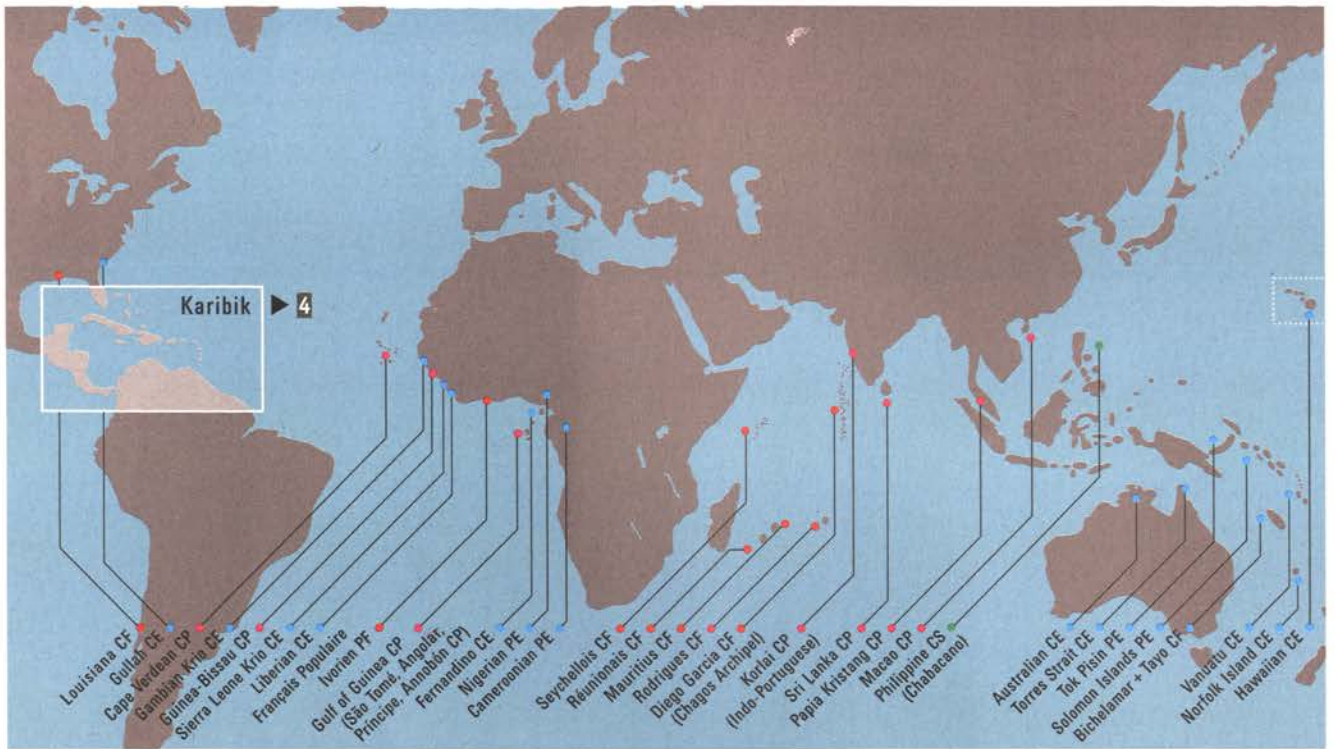 Karibik ▶ 4
Louisiana CF
Gullah CE
Cape Verdean CP
Gambian Krio CE
Guinea-Bissau CP
Sierra Leone Krio CE
Liberian CE
Français Populaire
Ivorien PF
Gulf of Guinea CP
(São Tomé, Angolar,
Príncipe, Annobón CP)
Fernandino CE
Nigerian PE
Cameroonian PE
Seychellois CF
Réunionais CF
Mauritius CF
Rodrigues CF
Diego Garcia CF
(Chagos Archipel)
Korlai CP
(Indo-Portuguese)
Sri Lanka CP
Papia Kristang CP
Macao CP
Philippine CS
(Chabacano)
Australian CE
Torres Strait CE
Tok Pisin PE
Solomon Islands PE
Bichelamar + Tayo CF
Vanatu CE
Norfolk Island CE
Hawaiian CE